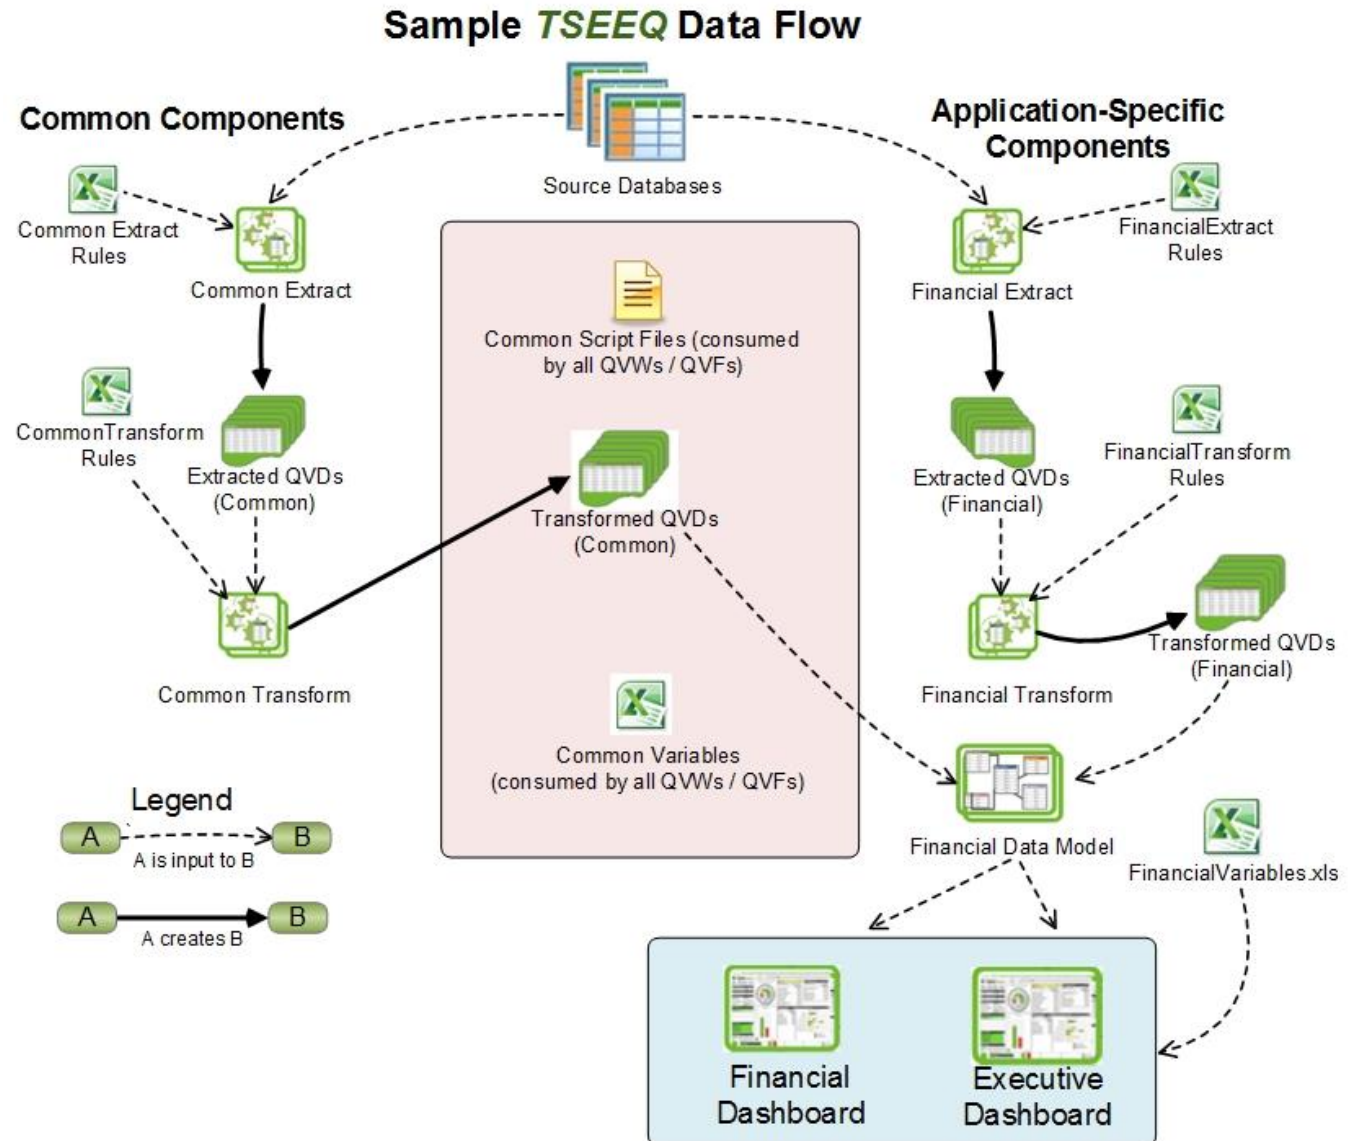 Sample TSEEQ Data Flow
Common Components
Application-Specific
Components
Source Databases
Common Extract
Rules
Common Extract
FinancialExtract
Rules
Financial Extract
Common Script Files (consumed
by all QVWs / QVFs)
CommonTransform
Rules
Extracted QVDs
(Common)
Transformed QVDs
(Common)
Extracted QVDs
(Financial)
FinancialTransform
Rules
Common Transform
Financial Transform
Transformed QVDs
(Financial)
Common Variables
(consumed by all QVWs / QVFs)
Financial Data Model
FinancialVariables.xls
Legend
A
B
A is input to B
A
B
A creates B
Financial
Dashboard
Executive
Dashboard